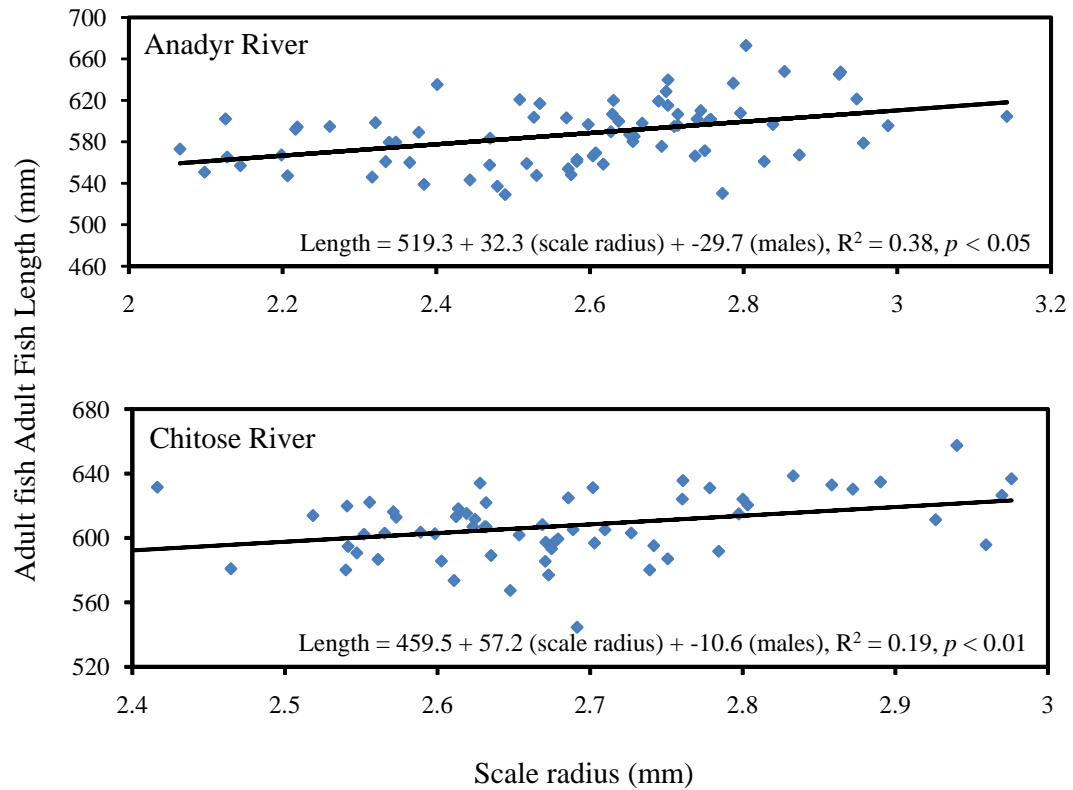 Adult fish Adult Fish Length (mm)
700
660
620
580
540
500
460
Anadyr River
Length = 519.3 + 32.3 (scale radius) + -29.7 (males), R² = 0.38, p < 0.05
2 2.2 2.4 2.6 2.8 3 3.2
680
640
600
560
520
Chitose River
Length = 459.5 + 57.2 (scale radius) + -10.6 (males), R² = 0.19, p < 0.01
2.4 2.5 2.6 2.7 2.8 2.9 3
Scale radius (mm)